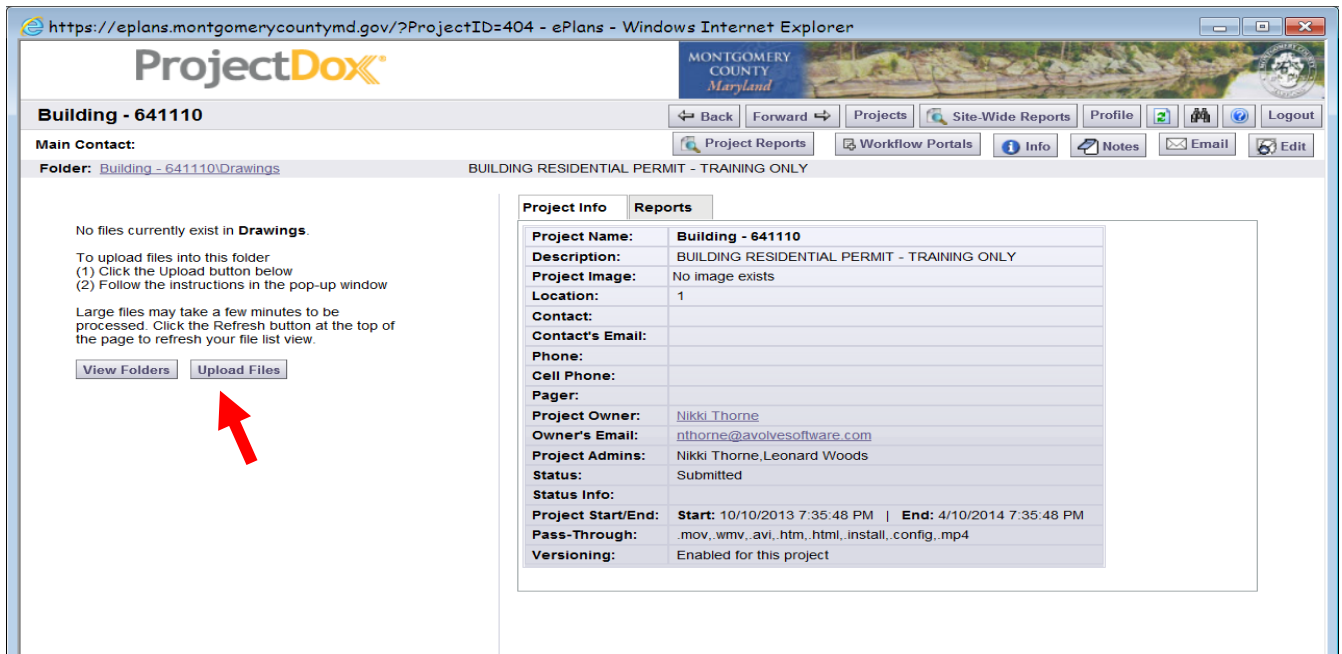 https://eplans.montgomerycountymd.gov/?ProjectID=404 - ePlans - Windows Internet Explorer
ProjectDox
MONTGOMERY
COUNTY
Maryland
Building - 641110
Back Forward Projects Site-Wide Reports Profile Logout
Main Contact:
Project Reports Workflow Portals Info Notes Email Edit
Folder: Building - 641110\Drawings BUILDING RESIDENTIAL PERMIT - TRAINING ONLY
No files currently exist in Drawings.
To upload files into this folder
(1) Click the Upload button below
(2) Follow the instructions in the pop-up window
Large files may take a few minutes to be
processed. Click the Refresh button at the top of
the page to refresh your file list view.
View Folders Upload Files
Project Info Reports
Project Name: Building - 641110
Description: BUILDING RESIDENTIAL PERMIT - TRAINING ONLY
Project Image: No image exists
Location: 1
Contact:
Contact's Email:
Phone:
Cell Phone:
Pager:
Project Owner: Nikki Thorne
Owner's Email: nthorne@avolvesoftware.com
Project Admins: Nikki Thorne,Leonard Woods
Status: Submitted
Status Info:
Project Start/End: Start: 10/10/2013 7:35:48 PM | End: 4/10/2014 7:35:48 PM
Pass-Through: .mov,.wmv,.avi,.htm,.html,.install,.config,.mp4
Versioning: Enabled for this project